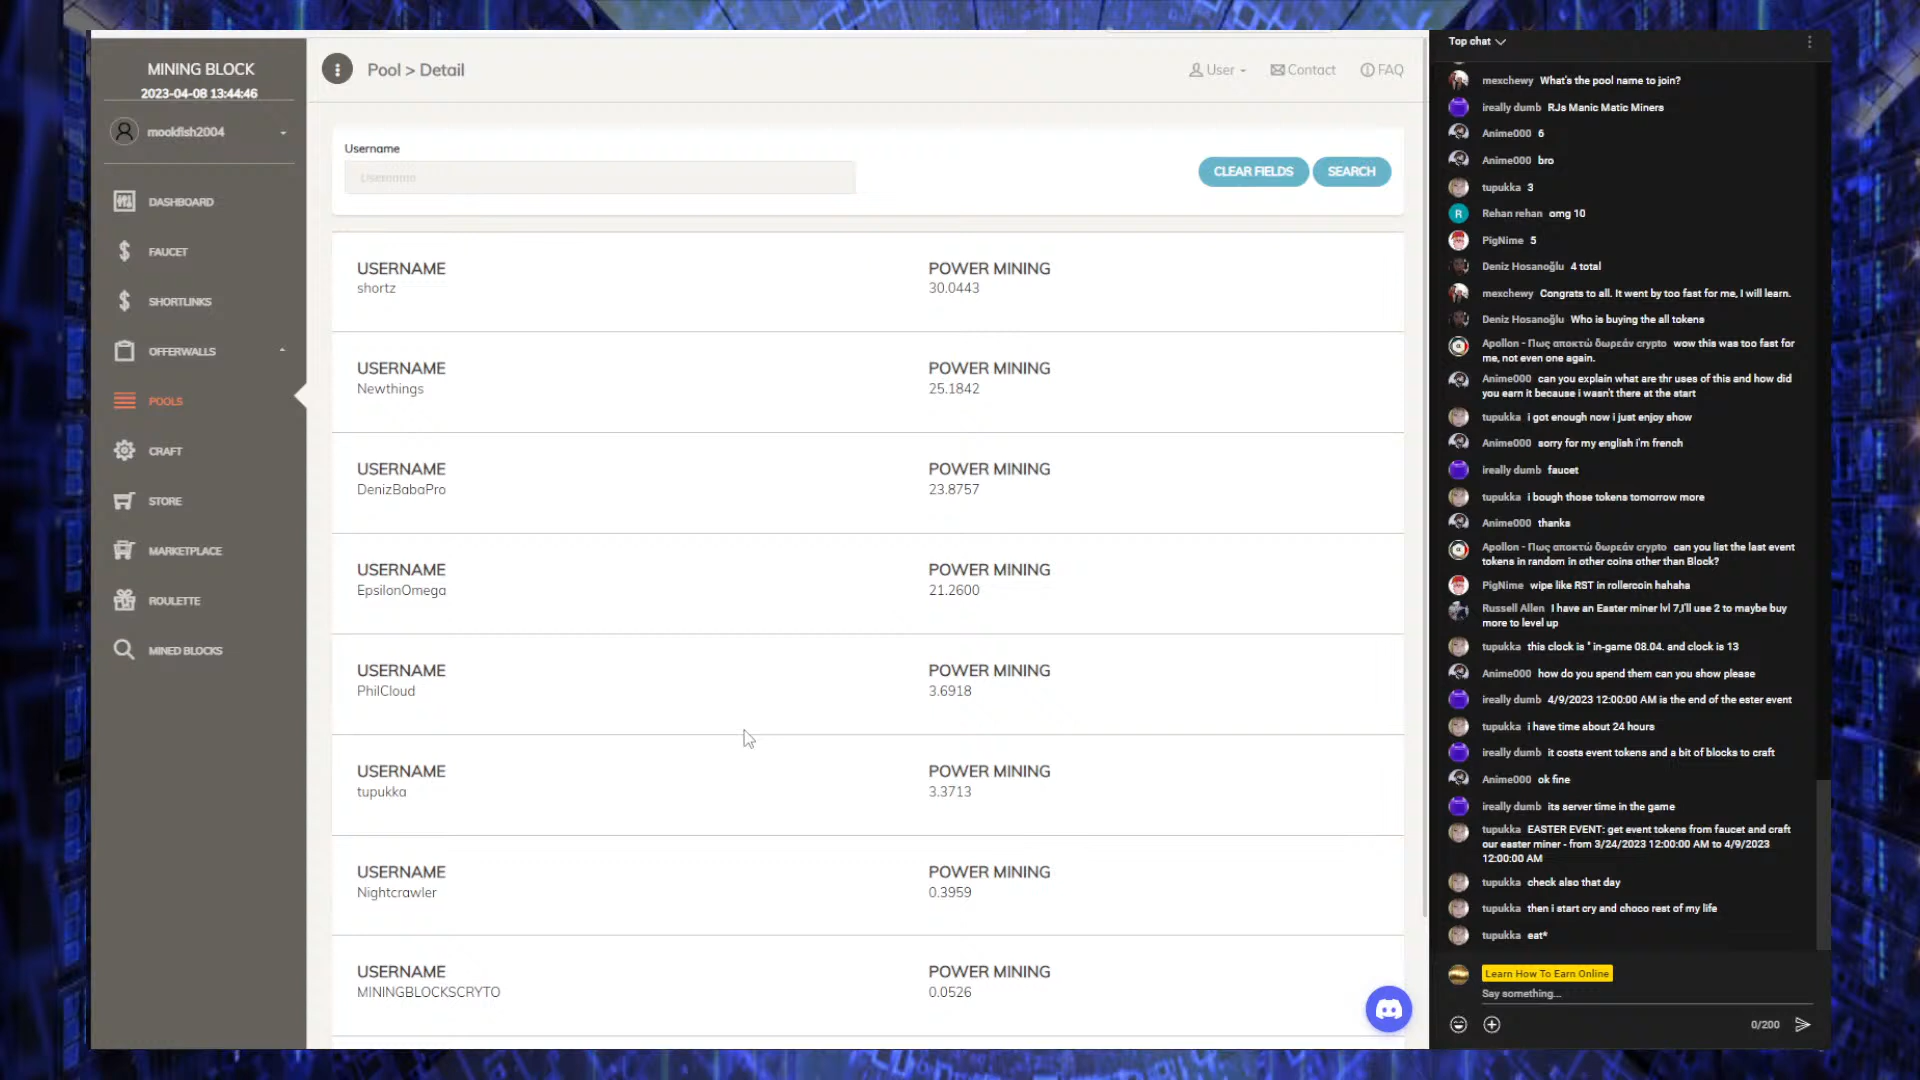 MINING BLOCK
2023-04-08 13:44:46
mookfish2004
DASHBOARD
FAUCET
SHORTLINKS
OFFERWALLS
POOLS
CRAFT
STORE
MARKETPLACE
ROULETTE
MINED BLOCKS
Pool > Detail
User
Contact
FAQ
Username
Username
CLEAR FIELDS
SEARCH
USERNAME
shortz
POWER MINING
30.0443
USERNAME
Newthings
POWER MINING
25.1842
USERNAME
DenizBabaPro
POWER MINING
23.8757
USERNAME
EpsilonOmega
POWER MINING
21.2600
USERNAME
PhilCloud
POWER MINING
3.6918
USERNAME
tupukka
POWER MINING
3.3713
USERNAME
Nightcrawler
POWER MINING
0.3959
USERNAME
MININGBLOCKSCRYTO
POWER MINING
0.0526
Top chat
mexchewy What's the pool name to join?
ireally dumb RJs Manic Matic Miners
Anime000 6
Anime000 bro
tupukka 3
R Rehan rehan omg 10
PigNime 5
Deniz Hosanoğlu 4 total
mexchewy Congrats to all. It went by too fast for me, I will learn.
Deniz Hosanoğlu Who is buying the all tokens
Apollon - Πως αποκτώ δωρεάν crypto wow this was too fast for
me, not even one again.
Anime000 can you explain what are thr uses of this and how did
you earn it because i wasn't there at the start
tupukka i got enough now i just enjoy show
Anime000 sorry for my english i'm french
ireally dumb faucet
tupukka i bough those tokens tomorrow more
Anime000 thanks
Apollon - Πως αποκτώ δωρεάν crypto can you list the last event
tokens in random in other coins other than Block?
PigNime wipe like RST in rollercoin hahaha
Russell Allen I have an Easter miner lvl 7,I'll use 2 to maybe buy
more to level up
tupukka this clock is " in-game 08.04. and clock is 13
Anime000 how do you spend them can you show please
ireally dumb 4/9/2023 12:00:00 AM is the end of the ester event
tupukka i have time about 24 hours
ireally dumb it costs event tokens and a bit of blocks to craft
Anime000 ok fine
ireally dumb its server time in the game
tupukka EASTER EVENT: get event tokens from faucet and craft
our easter miner - from 3/24/2023 12:00:00 AM to 4/9/2023
12:00:00 AM
tupukka check also that day
tupukka then i start cry and choco rest of my life
tupukka eat*
Learn How To Earn Online
Say something...
0/200